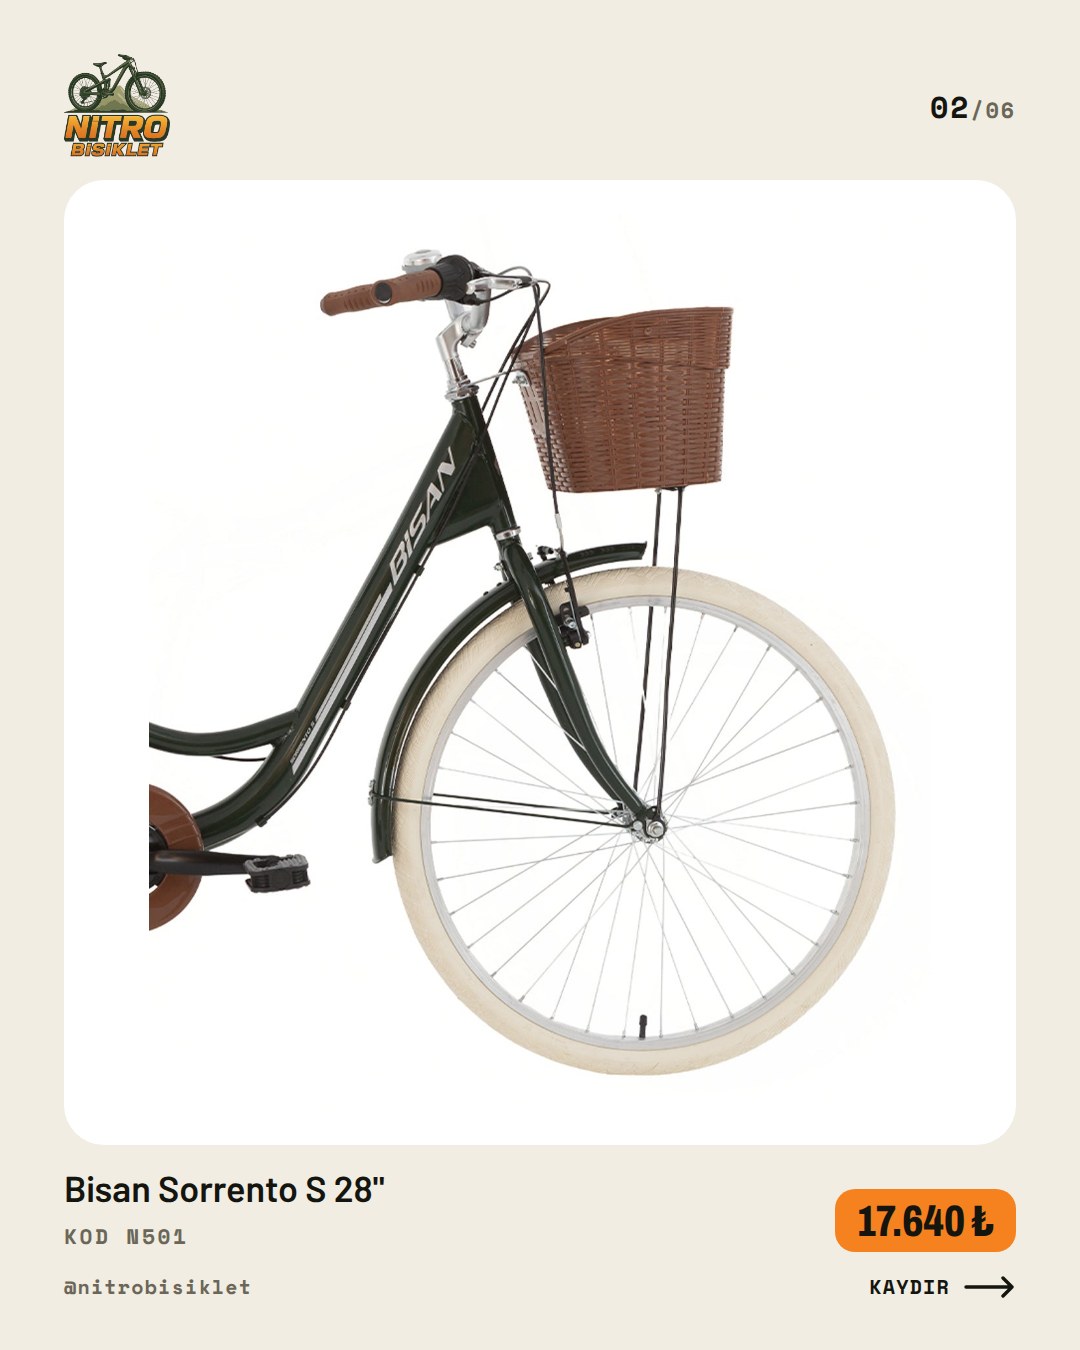 NiTRO
BISIKLET
02/06
BiSAN
Bisan Sorrento S 28"
KOD N501
17.640 ₺
@nitrobisiklet
KAYDIR